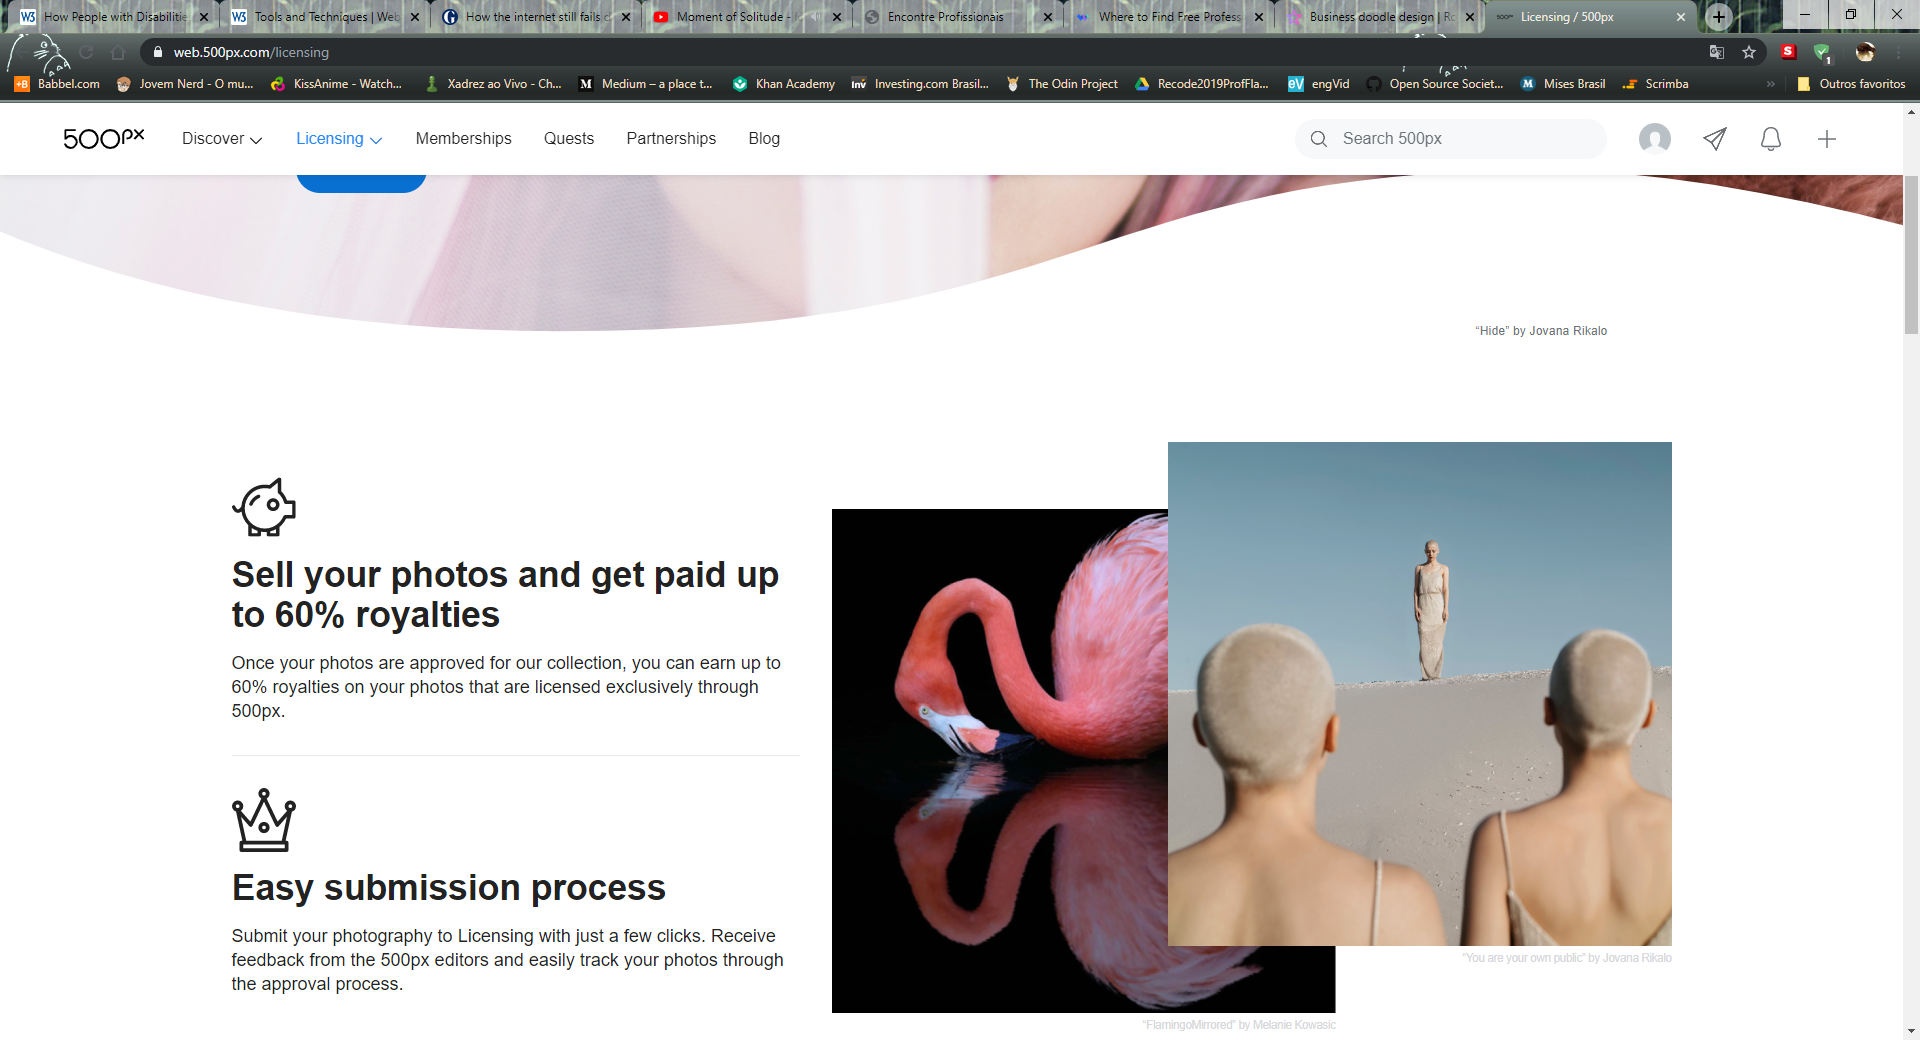 How People with Disabilitie
Tools and Techniques | Web
How the internet still fails d
Moment of Solitude -
Encontre Profissionais
Where to Find Free Profess
Business doodle design | Ro
Licensing / 500px
web.500px.com/licensing
Babbel.com
Jovem Nerd - O mu...
KissAnime - Watch...
Xadrez ao Vivo - Ch...
Medium – a place t...
Khan Academy
Investing.com Brasil...
The Odin Project
Recode2019ProfFla...
engVid
Open Source Societ...
Mises Brasil
Scrimba
Outros favoritos
500px
Discover
Licensing
Memberships
Quests
Partnerships
Blog
Search 500px
“Hide” by Jovana Rikalo
Sell your photos and get paid up
to 60% royalties
Once your photos are approved for our collection, you can earn up to
60% royalties on your photos that are licensed exclusively through
500px.
Easy submission process
Submit your photography to Licensing with just a few clicks. Receive
feedback from the 500px editors and easily track your photos through
the approval process.
“You are your own public” by Jovana Rikalo
“FlamingoMirrored” by Melanie Kowasic